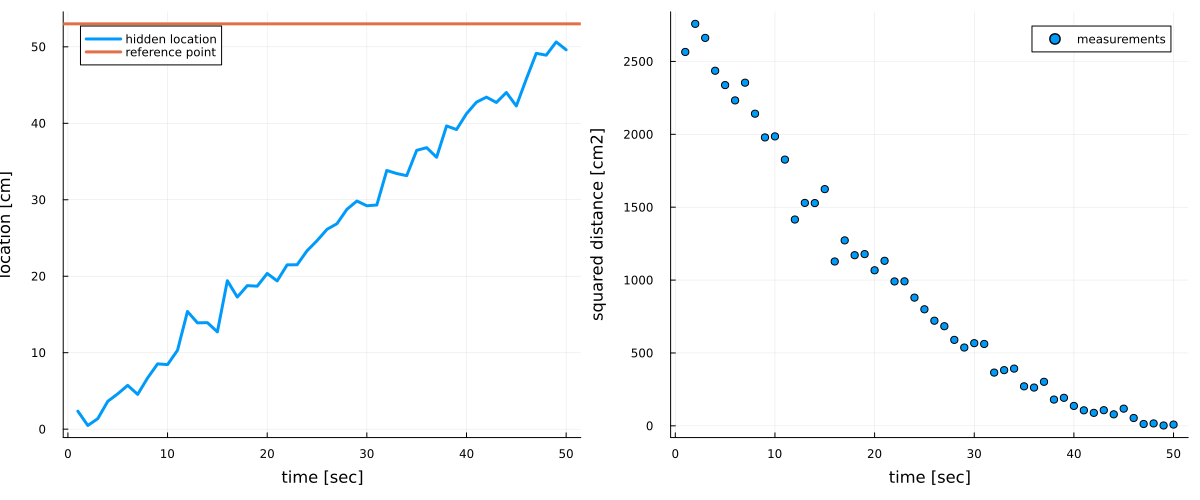 location [cm]
50
40
30
20
10
0
hidden location
reference point
0 10 20 30 40 50
time [sec]
squared distance [cm2]
2500
2000
1500
1000
500
0
measurements
0 10 20 30 40 50
time [sec]